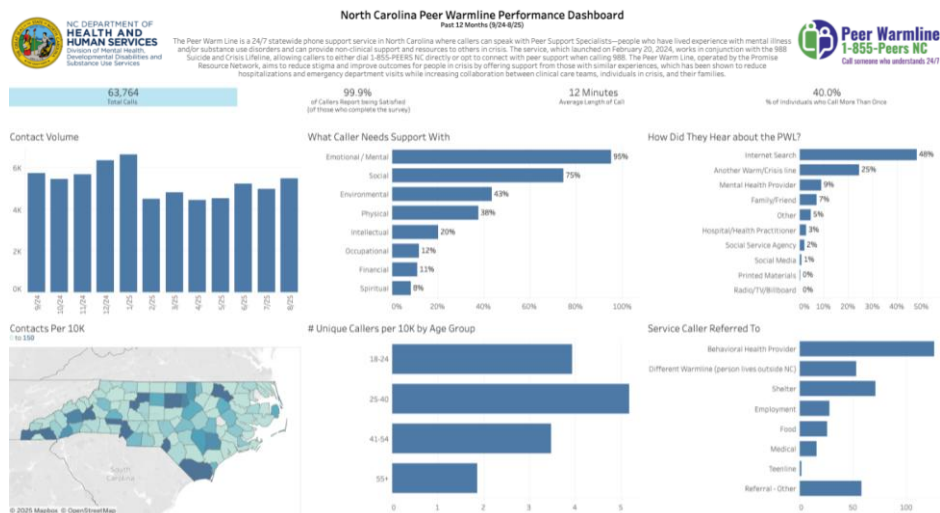 NC DEPARTMENT OF
HEALTH AND
HUMAN SERVICES
Division of Mental Health,
Developmental Disabilities and
Substance Use Services
North Carolina Peer Warmline Performance Dashboard
Past 12 Months (9/24-8/25)
The Peer Warm Line is a 24/7 statewide phone support service in North Carolina where callers can speak with Peer Support Specialists—people who have lived experience with mental illness
and/or substance use disorders and can provide non-clinical support and resources to others in crisis. The service, which launched on February 20, 2024, works in conjunction with the 988
Suicide and Crisis Lifeline, allowing callers to either dial 1-855-PEERS NC directly or opt to connect with peer support when calling 988. The Peer Warm Line, operated by the Promise
Resource Network, aims to reduce stigma and improve outcomes for people in crisis by offering support from those with similar experiences, which has been shown to reduce
hospitalizations and emergency department visits while increasing collaboration between clinical care teams, individuals in crisis, and their families.
Peer Warmline
1-855-Peers NC
Call someone who understands 24/7
63,764
Total Calls
99.9%
of Callers Report being Satisfied
(of those who complete the survey)
12 Minutes
Average Length of Call
40.0%
% of Individuals who Call More Than Once
Contact Volume
6K
4K
2K
0K
9/24
10/24
11/24
12/24
1/25
2/25
3/25
4/25
5/25
6/25
7/25
8/25
What Caller Needs Support With
Emotional / Mental 95%
Social 75%
Environmental 43%
Physical 38%
Intellectual 20%
Occupational 12%
Financial 11%
Spiritual 8%
0% 20% 40% 60% 80% 100%
How Did They Hear about the PWL?
Internet Search 48%
Another Warm/Crisis line 25%
Mental Health Provider 9%
Family/Friend 7%
Other 5%
Hospital/Health Practitioner 3%
Social Service Agency 2%
Social Media 1%
Printed Materials 0%
Radio/TV/Billboard 0%
0% 10% 20% 30% 40% 50%
Contacts Per 10K
0 to 150
South
Carolina
© 2025 Mapbox © OpenStreetMap
# Unique Callers per 10K by Age Group
18-24
25-40
41-54
55+
0 1 2 3 4 5
Service Caller Referred To
Behavioral Health Provider
Different Warmline (person lives outside NC)
Shelter
Employment
Food
Medical
Teenline
Referral - Other
0 50 100